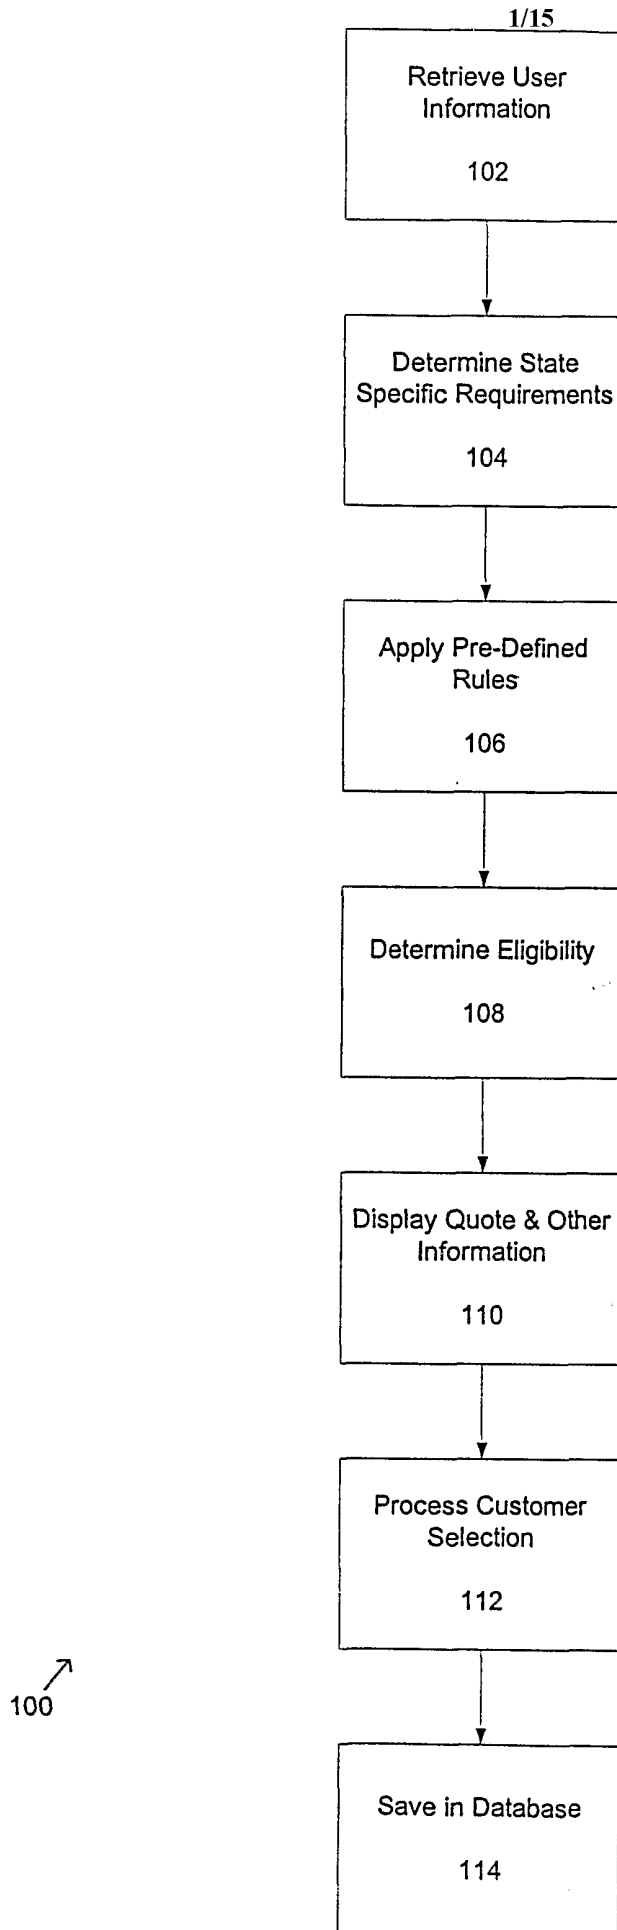 1/15
Retrieve User
Information
102
Determine State
Specific Requirements
104
Apply Pre-Defined
Rules
106
Determine Eligibility
108
Display Quote & Other
Information
110
Process Customer
Selection
112
100
Save in Database
114